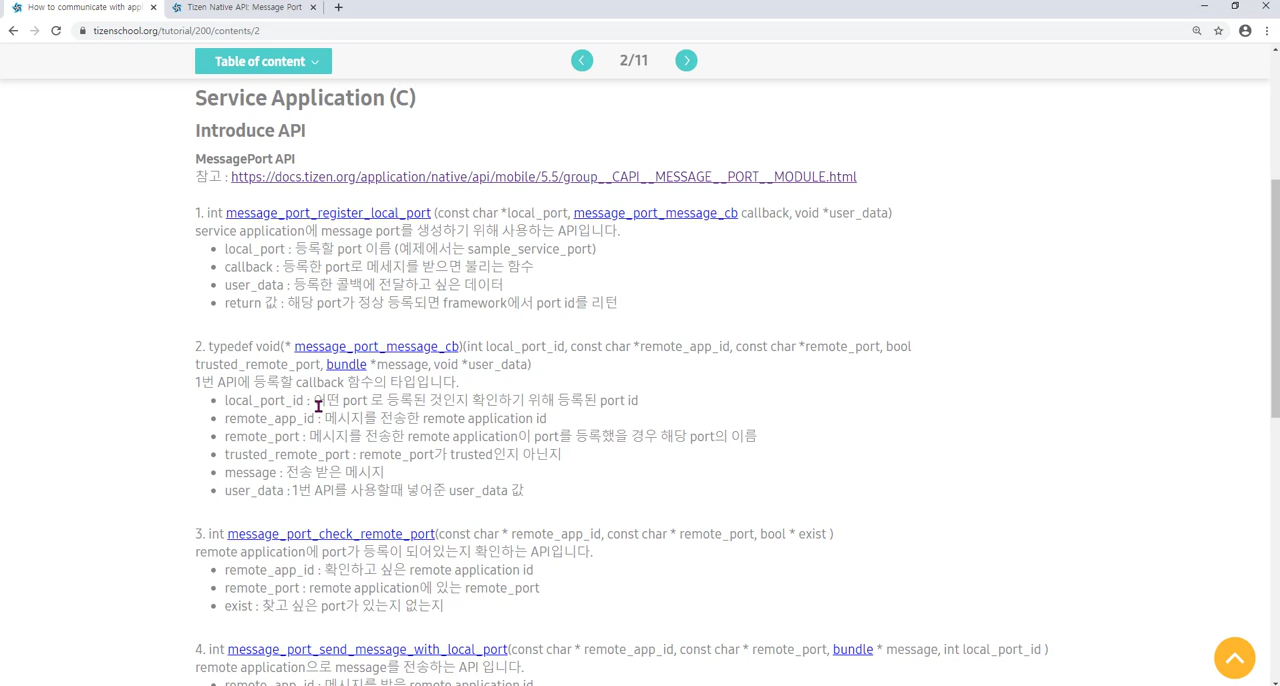 How to communicate with appl
Tizen Native API: Message Port
tizenschool.org/tutorial/200/contents/2
Table of content
2/11
Service Application (C)
Introduce API
MessagePort API
참고 : https://docs.tizen.org/application/native/api/mobile/5.5/group__CAPI__MESSAGE__PORT__MODULE.html
1. int message_port_register_local_port (const char *local_port, message_port_message_cb callback, void *user_data)
service application에 message port를 생성하기 위해 사용하는 API입니다.
• local_port : 등록할 port 이름 (예제에서는 sample_service_port)
• callback : 등록한 port로 메세지를 받으면 불리는 함수
• user_data : 등록한 콜백에 전달하고 싶은 데이터
• return 값 : 해당 port가 정상 등록되면 framework에서 port id를 리턴
2. typedef void(* message_port_message_cb)(int local_port_id, const char *remote_app_id, const char *remote_port, bool
trusted_remote_port, bundle *message, void *user_data)
1번 API에 등록할 callback 함수의 타입입니다.
• local_port_id : 어떤 port 로 등록된 것인지 확인하기 위해 등록된 port id
• remote_app_id : 메시지를 전송한 remote application id
• remote_port : 메시지를 전송한 remote application이 port를 등록했을 경우 해당 port의 이름
• trusted_remote_port : remote_port가 trusted인지 아닌지
• message : 전송 받은 메시지
• user_data : 1번 API를 사용할때 넣어준 user_data 값
3. int message_port_check_remote_port(const char * remote_app_id, const char * remote_port, bool * exist )
remote application에 port가 등록이 되어있는지 확인하는 API입니다.
• remote_app_id : 확인하고 싶은 remote application id
• remote_port : remote application에 있는 remote_port
• exist : 찾고 싶은 port가 있는지 없는지
4. int message_port_send_message_with_local_port(const char * remote_app_id, const char * remote_port, bundle * message, int local_port_id )
remote application으로 message를 전송하는 API 입니다.
• remote_app_id : 메시지를 받을 remote application id